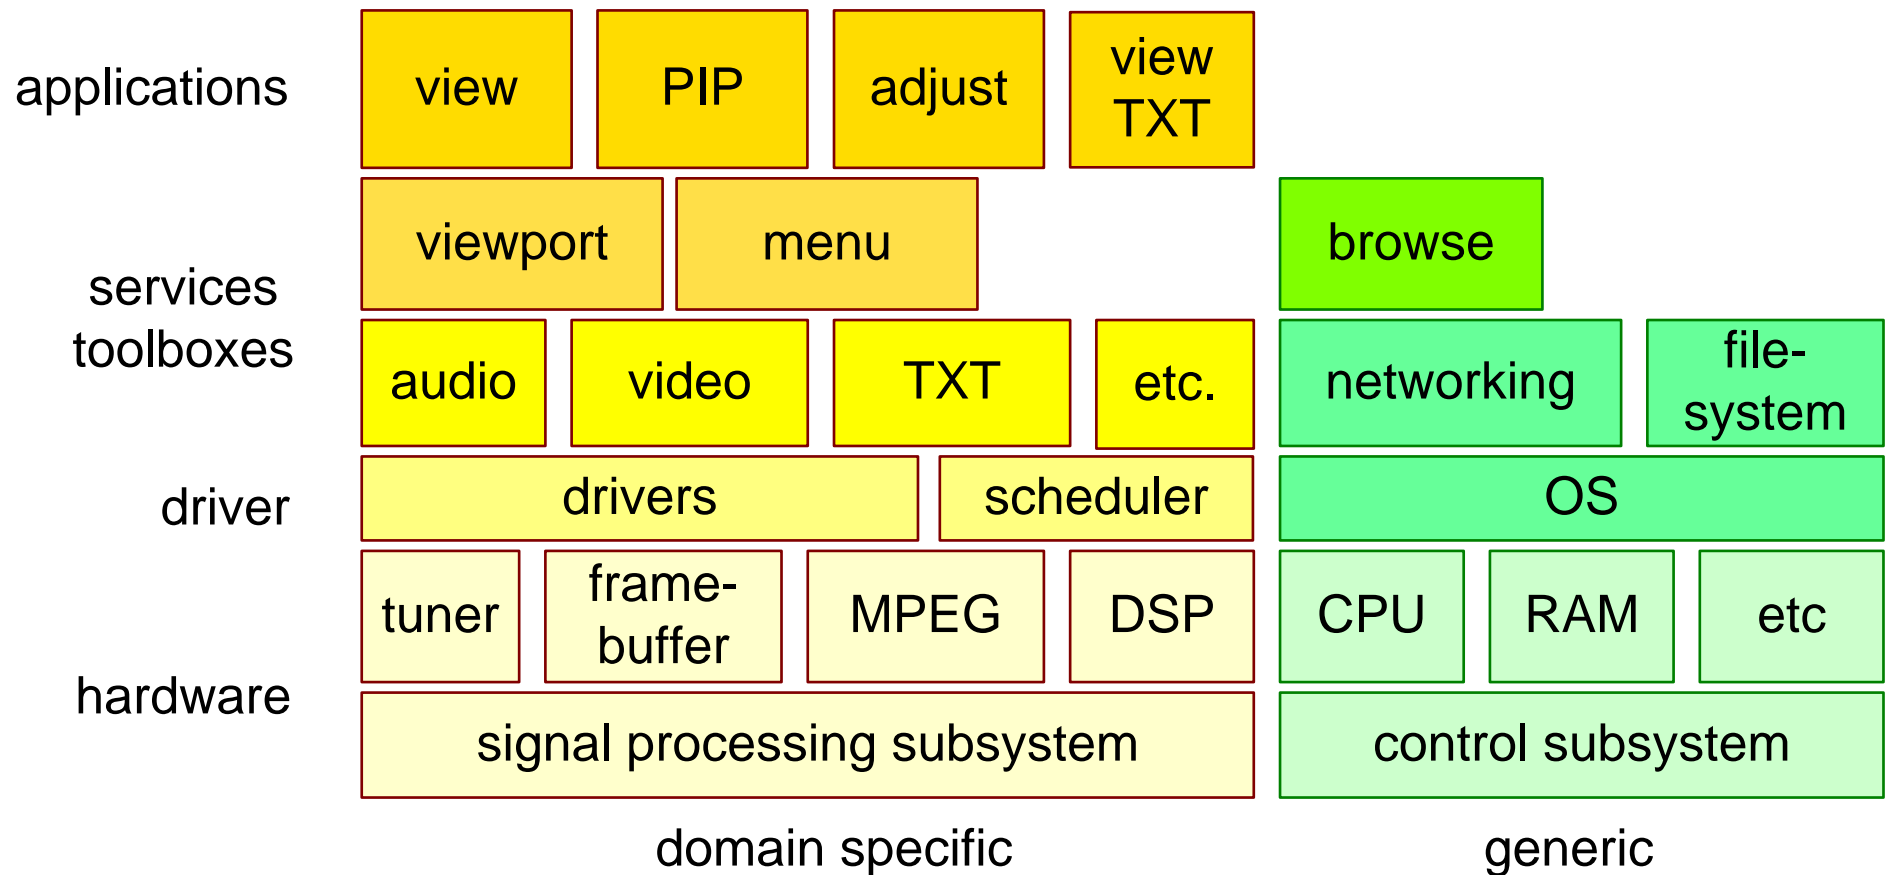 applications
view
PIP
adjust
view
TXT
services
toolboxes
viewport
menu
browse
audio
video
TXT
etc.
networking
file-
system
driver
drivers
scheduler
OS
hardware
tuner
frame-
buffer
MPEG
DSP
CPU
RAM
etc
signal processing subsystem
control subsystem
domain specific
generic